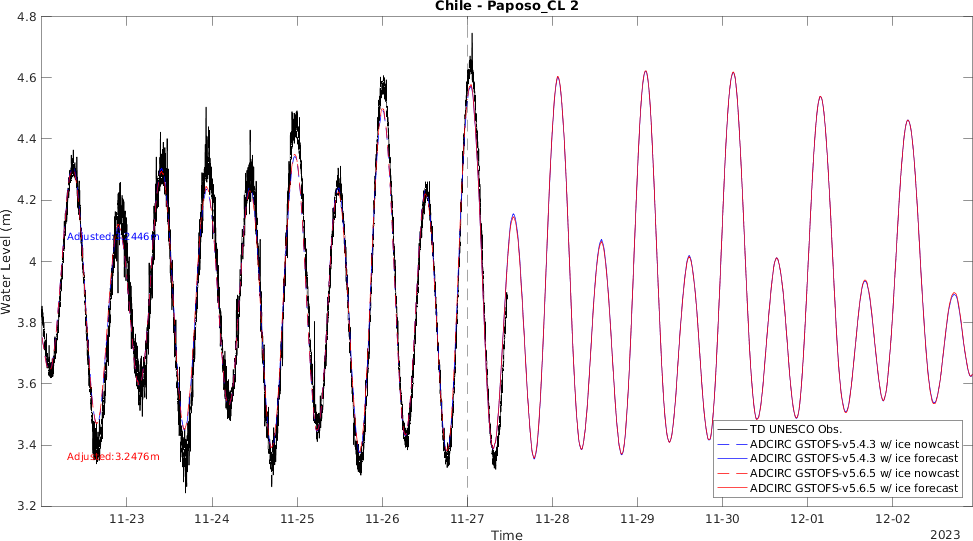 Chile - Paposo_CL 2
4.8
4.6
4.4
4.2
4
3.8
3.6
3.4
3.2
Water Level (m)
Adjusted:3.2446m
Adjusted:3.2476m
TD UNESCO Obs.
ADCIRC GSTOFS-v5.4.3 w/ ice nowcast
ADCIRC GSTOFS-v5.4.3 w/ ice forecast
ADCIRC GSTOFS-v5.6.5 w/ ice nowcast
ADCIRC GSTOFS-v5.6.5 w/ ice forecast
11-23 11-24 11-25 11-26 11-27 11-28 11-29 11-30 12-01 12-02
Time
2023